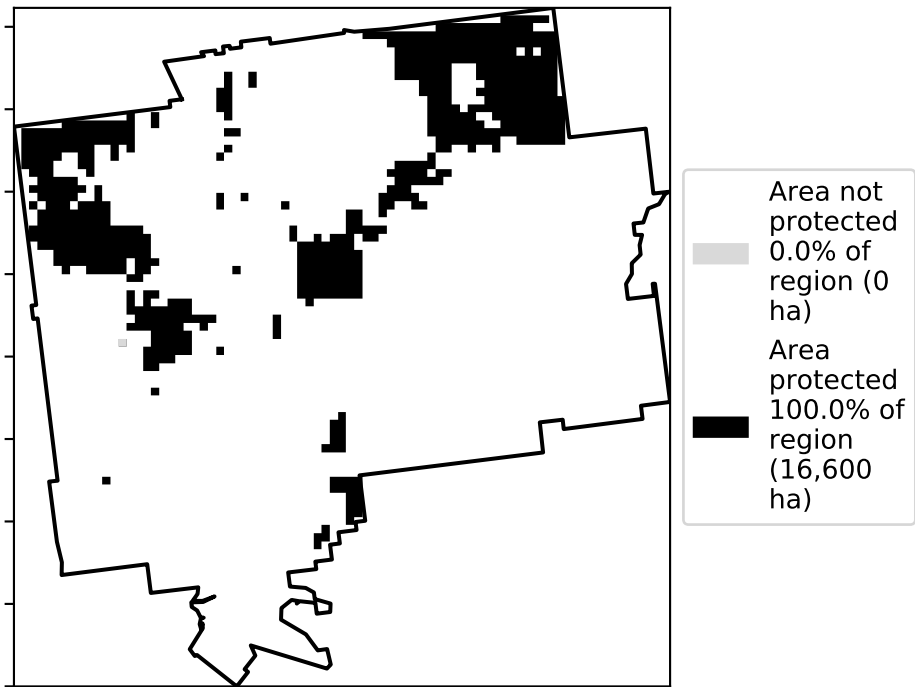 Area not
protected
0.0% of
region (0
ha)
Area
protected
100.0% of
region
(16,600
ha)